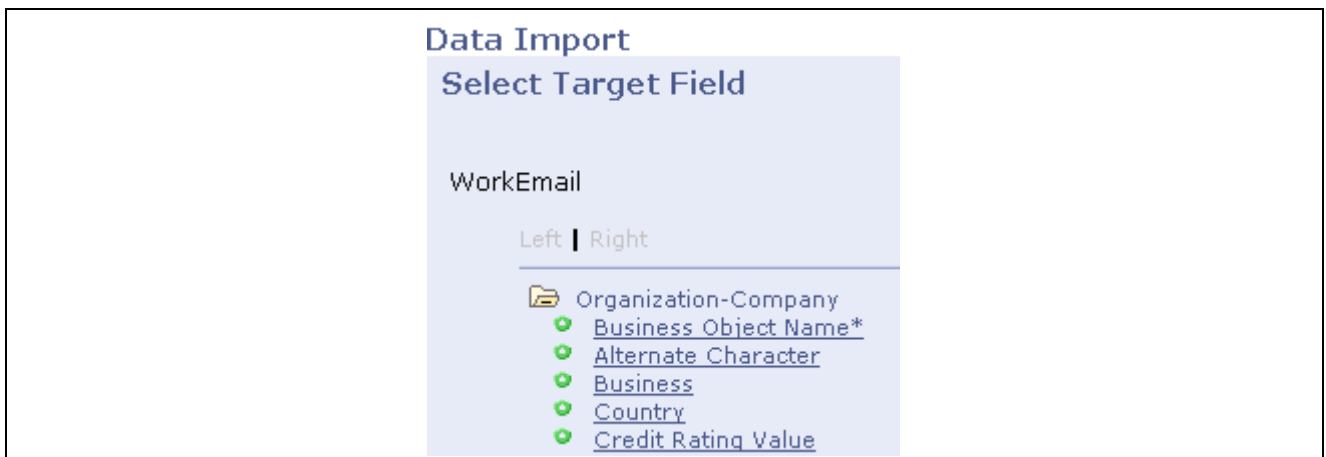 Data Import
Select Target Field
WorkEmail
Left | Right
Organization-Company
Business Object Name*
Alternate Character
Business
Country
Credit Rating Value